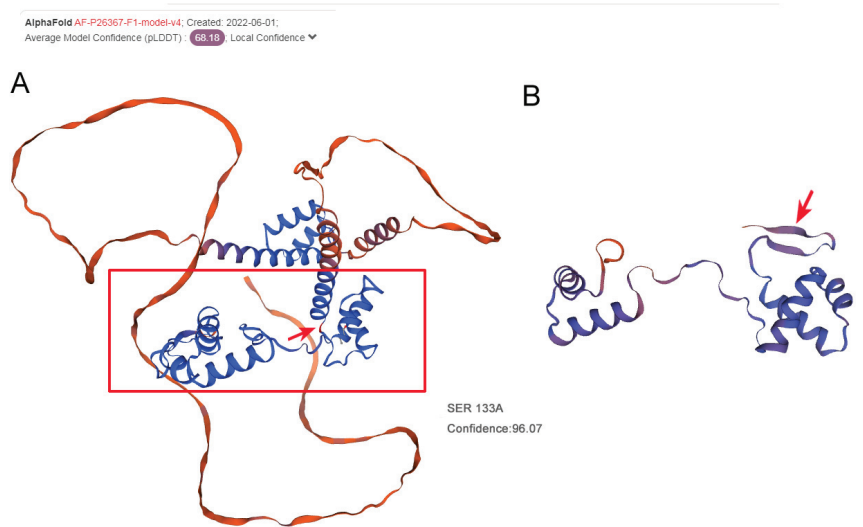 AlphaFold AF-P26367-F1-model-v4; Created: 2022-06-01;
Average Model Confidence (pLDDT) : 68.18; Local Confidence
A
B
SER 133A
Confidence:96.07